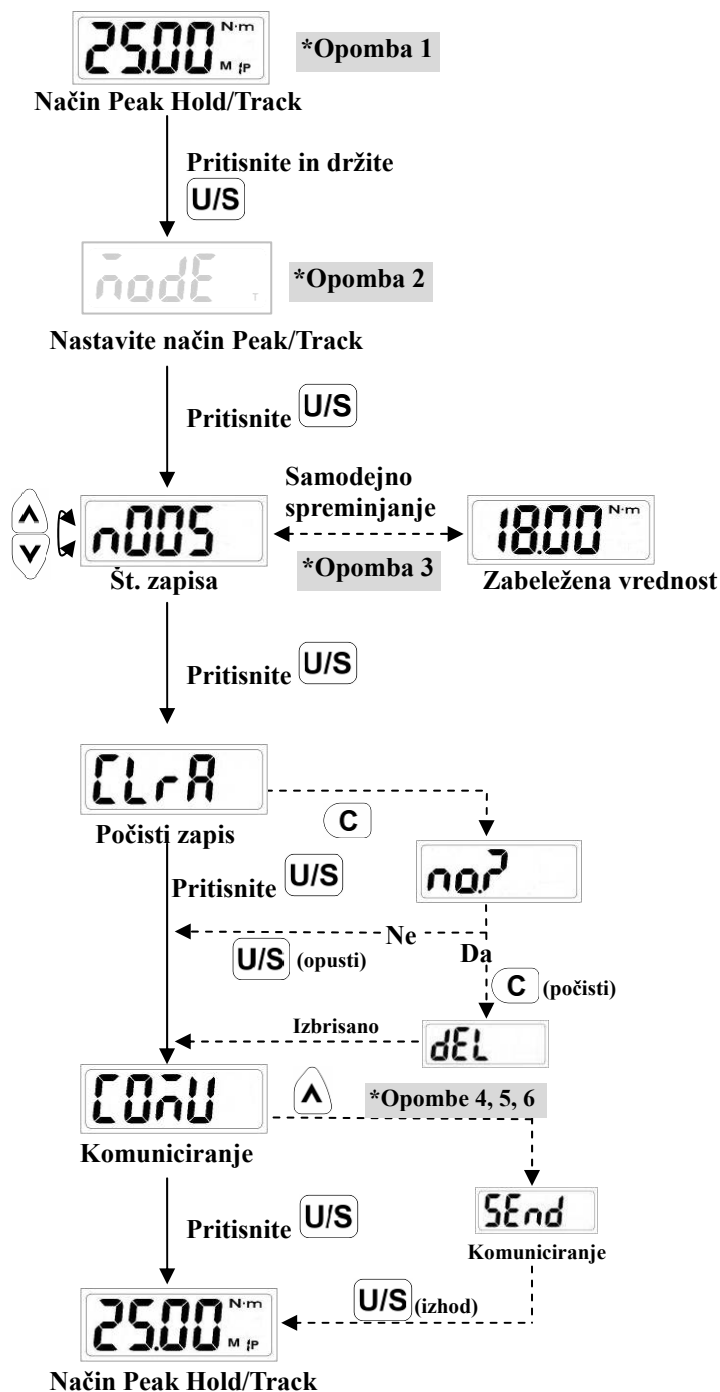 25.00 N·m
M P
*Opomba 1
Način Peak Hold/Track
Pritisnite in držite
U/S
modE T
*Opomba 2
Nastavite način Peak/Track
Pritisnite U/S
Samodejno
spreminjanje
n005
18.00 N·m
*Opomba 3
Št. zapisa
Zabeležena vrednost
Pritisnite U/S
CLrA
C
Počisti zapis
no.?
Pritisnite U/S
Ne
U/S (opusti)
Da
C (počisti)
Izbrisano
dEL
COmU
*Opombe 4, 5, 6
Komuniciranje
SEnd
Pritisnite U/S
Komuniciranje
U/S (izhod)
25.00 N·m
M P
Način Peak Hold/Track